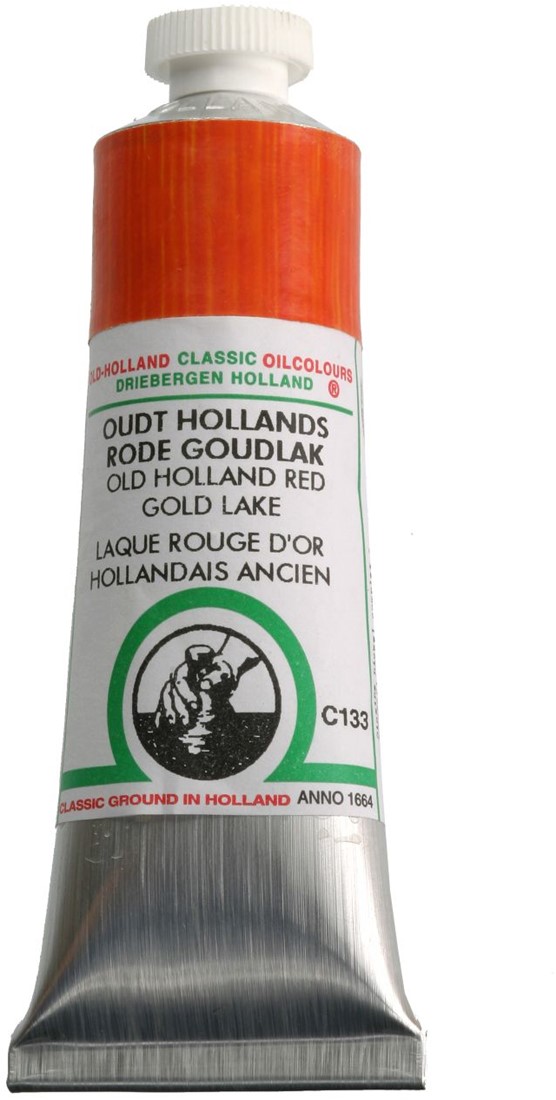 OLD-HOLLAND CLASSIC OILCOLOURS
DRIEBERGEN HOLLAND ®
OUDT HOLLANDS
RODE GOUDLAK
OLD HOLLAND RED
GOLD LAKE
LAQUE ROUGE D'OR
HOLLANDAIS ANCIEN
C133
CLASSIC GROUND IN HOLLAND ANNO 1664